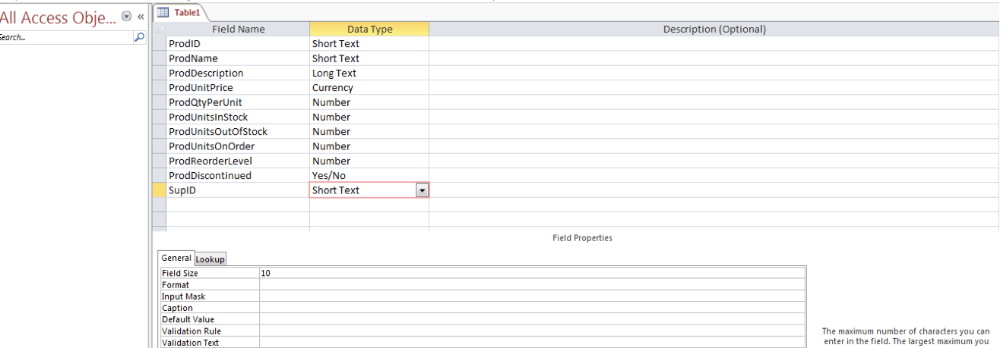 All Access Obje... «
Search...
Table1
Field Name Data Type Description (Optional)
ProdID Short Text
ProdName Short Text
ProdDescription Long Text
ProdUnitPrice Currency
ProdQtyPerUnit Number
ProdUnitsInStock Number
ProdUnitsOutOfStock Number
ProdUnitsOnOrder Number
ProdReorderLevel Number
ProdDiscontinued Yes/No
SupID Short Text
Field Properties
General Lookup
Field Size 10
Format
Input Mask
Caption
Default Value
Validation Rule
Validation Text
The maximum number of characters you can
enter in the field. The largest maximum you